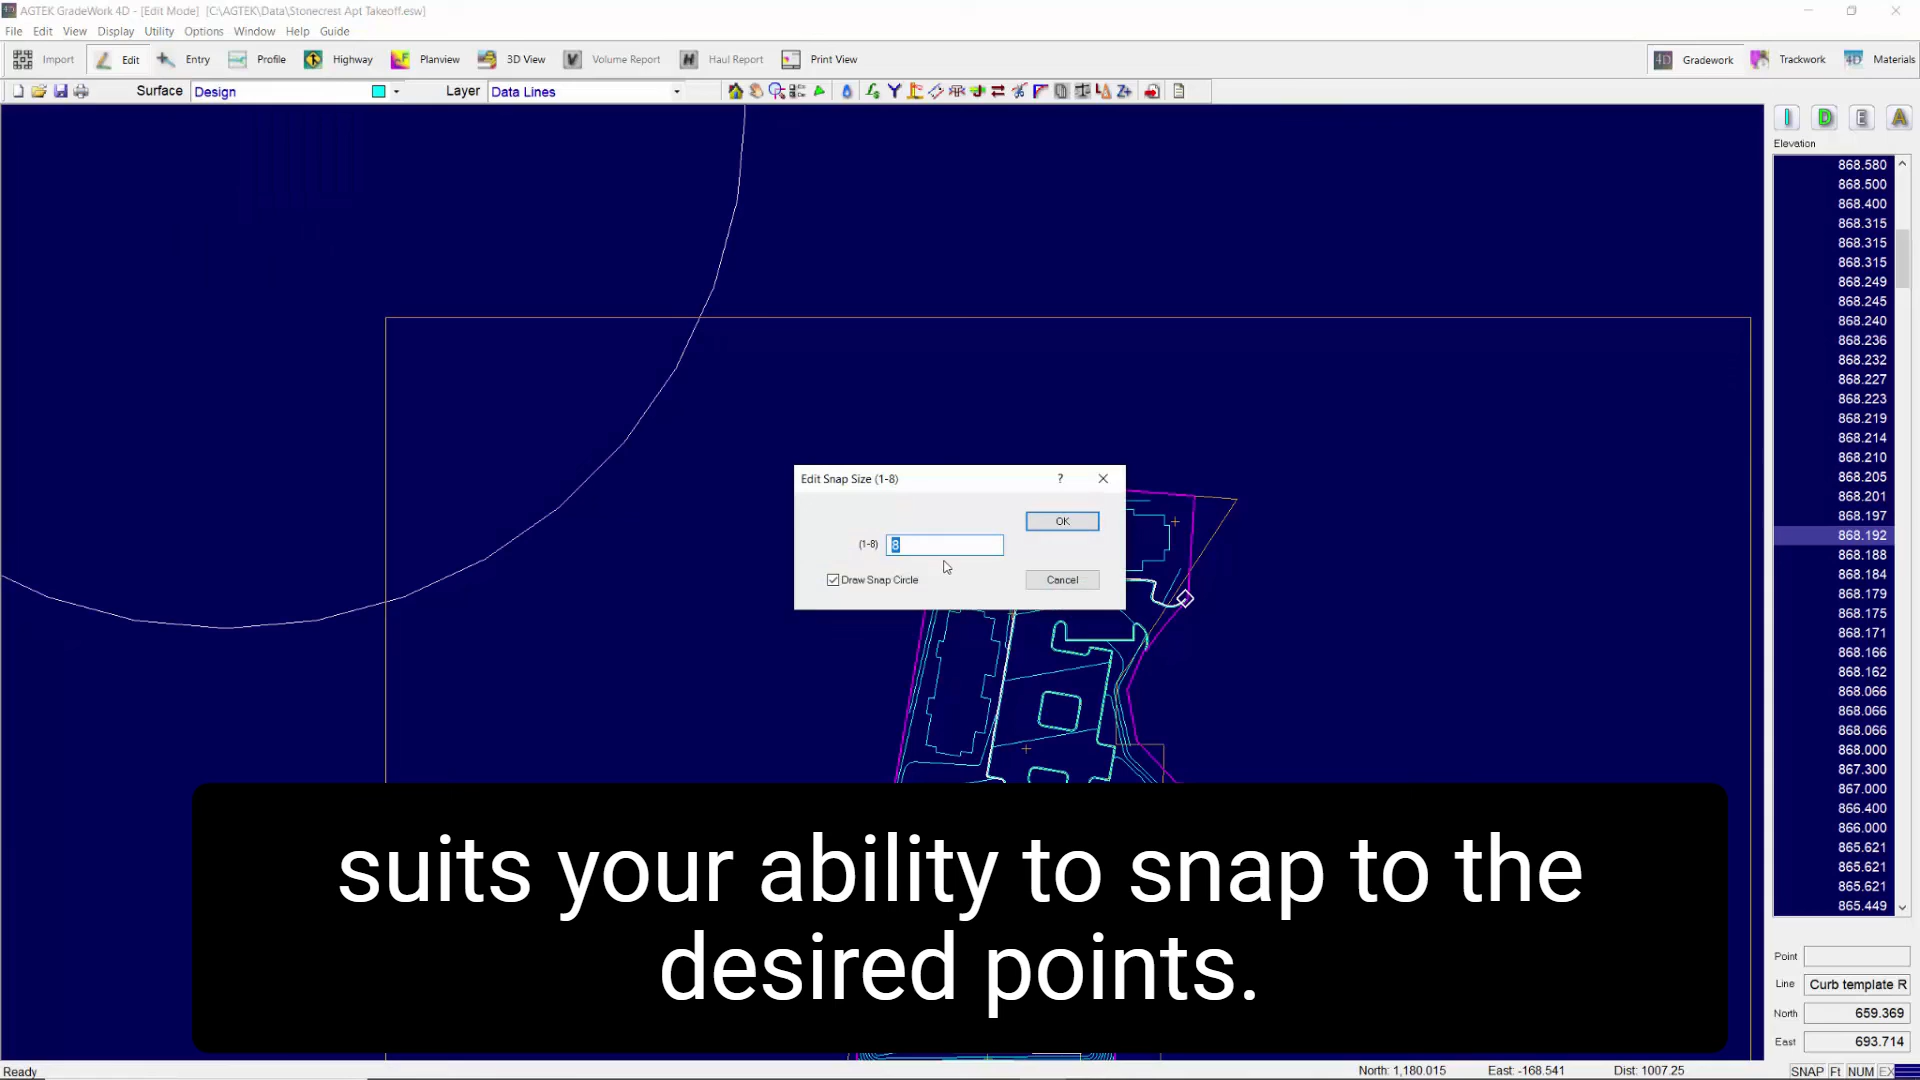 AGTEK GradeWork 4D - [Edit Mode]  [C:\AGTEK\Data\Stonecrest Apt Takeoff.esw]
File Edit View Display Utility Options Window Help Guide
Import Edit Entry Profile Highway Planview 3D View Volume Report Haul Report Print View Gradework Trackwork Materials
Surface Design Layer Data Lines
I D E A
Elevation
868.580
868.500
868.400
868.315
868.315
868.315
868.249
868.245
868.240
868.236
868.232
868.227
868.223
868.219
868.214
868.210
868.205
868.201
868.197
868.192
868.188
868.184
868.179
868.175
868.171
868.166
868.162
868.066
868.066
868.066
868.000
867.300
867.000
866.400
866.000
865.621
865.621
865.621
865.449
Edit Snap Size (1-8) ?
OK
(1-8) 8
Draw Snap Circle Cancel
suits your ability to snap to the
desired points.
Point
Line Curb template R
North 659.369
East 693.714
Ready North: 1,180.015 East: -168.541 Dist: 1007.25 SNAP Ft NUM EX